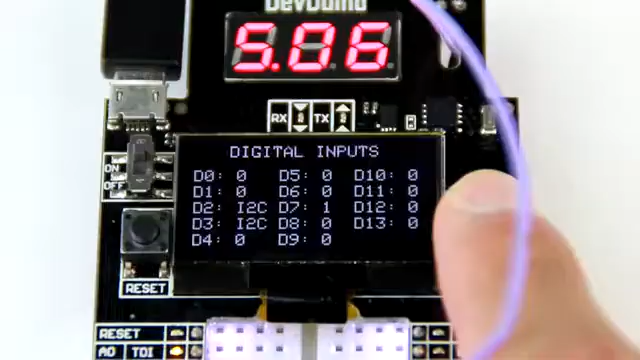 DevDuino
5.06
RX TX
DIGITAL INPUTS
D0: 0 D5: 0 D10: 0
D1: 0 D6: 0 D11: 0
D2: I2C D7: 1 D12: 0
D3: I2C D8: 0 D13: 0
D4: 0 D9: 0
ON
OFF
RESET
RESET
A0 TDI